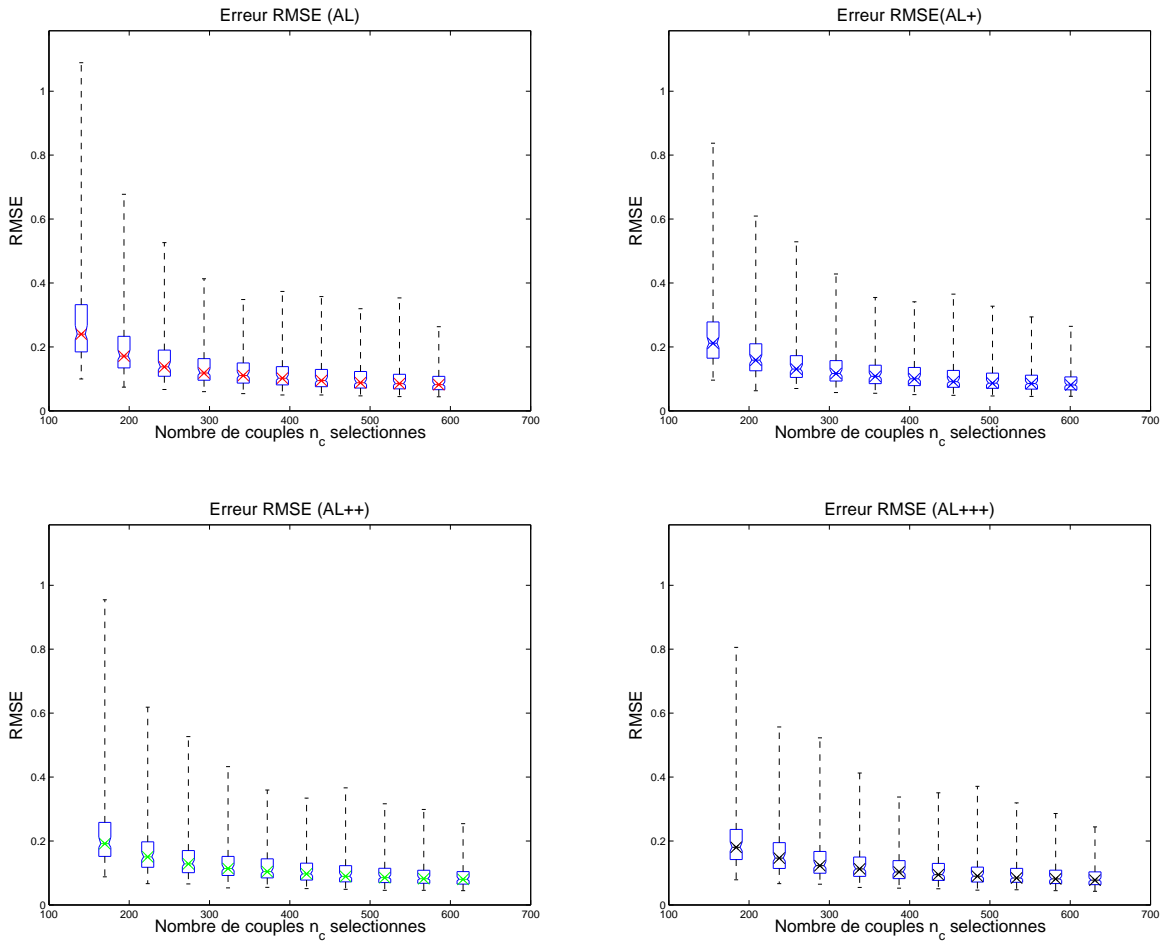 Erreur RMSE (AL)
1
0.8
0.6
0.4
0.2
0
RMSE
100 200 300 400 500 600 700
Nombre de couples n_c selectionnes
Erreur RMSE(AL+)
1
0.8
0.6
0.4
0.2
0
RMSE
100 200 300 400 500 600 700
Nombre de couples n_c selectionnes
Erreur RMSE (AL++)
1
0.8
0.6
0.4
0.2
0
RMSE
100 200 300 400 500 600 700
Nombre de couples n_c selectionnes
Erreur RMSE (AL+++)
1
0.8
0.6
0.4
0.2
0
RMSE
100 200 300 400 500 600 700
Nombre de couples n_c selectionnes